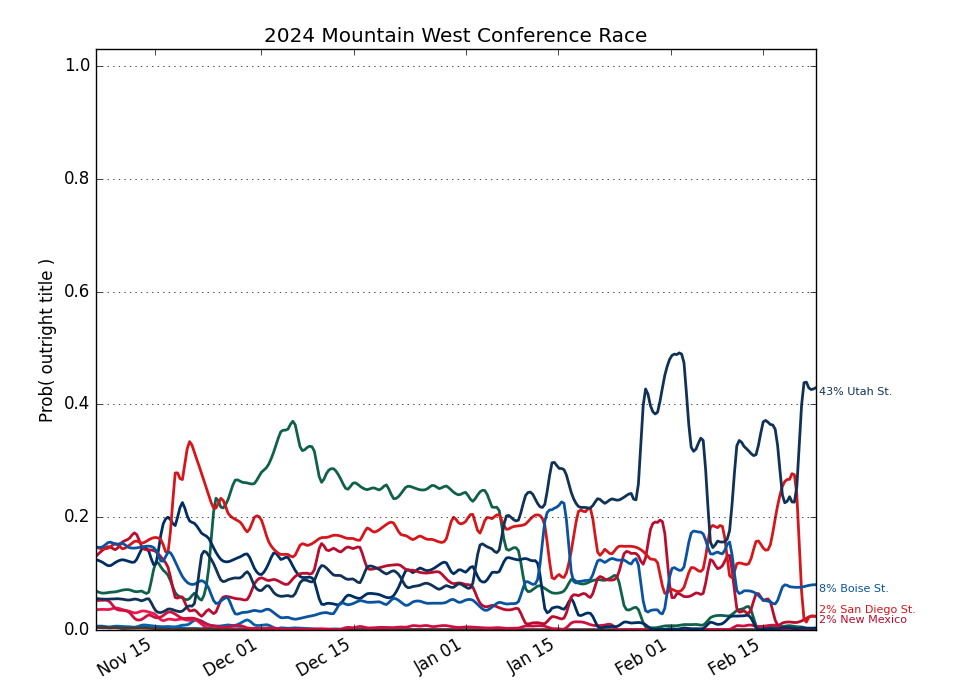 2024 Mountain West Conference Race
1.0
0.8
0.6
0.4
0.2
0.0
Prob( outright title )
43% Utah St.
8% Boise St.
2% San Diego St.
2% New Mexico
Nov 15
Dec 01
Dec 15
Jan 01
Jan 15
Feb 01
Feb 15